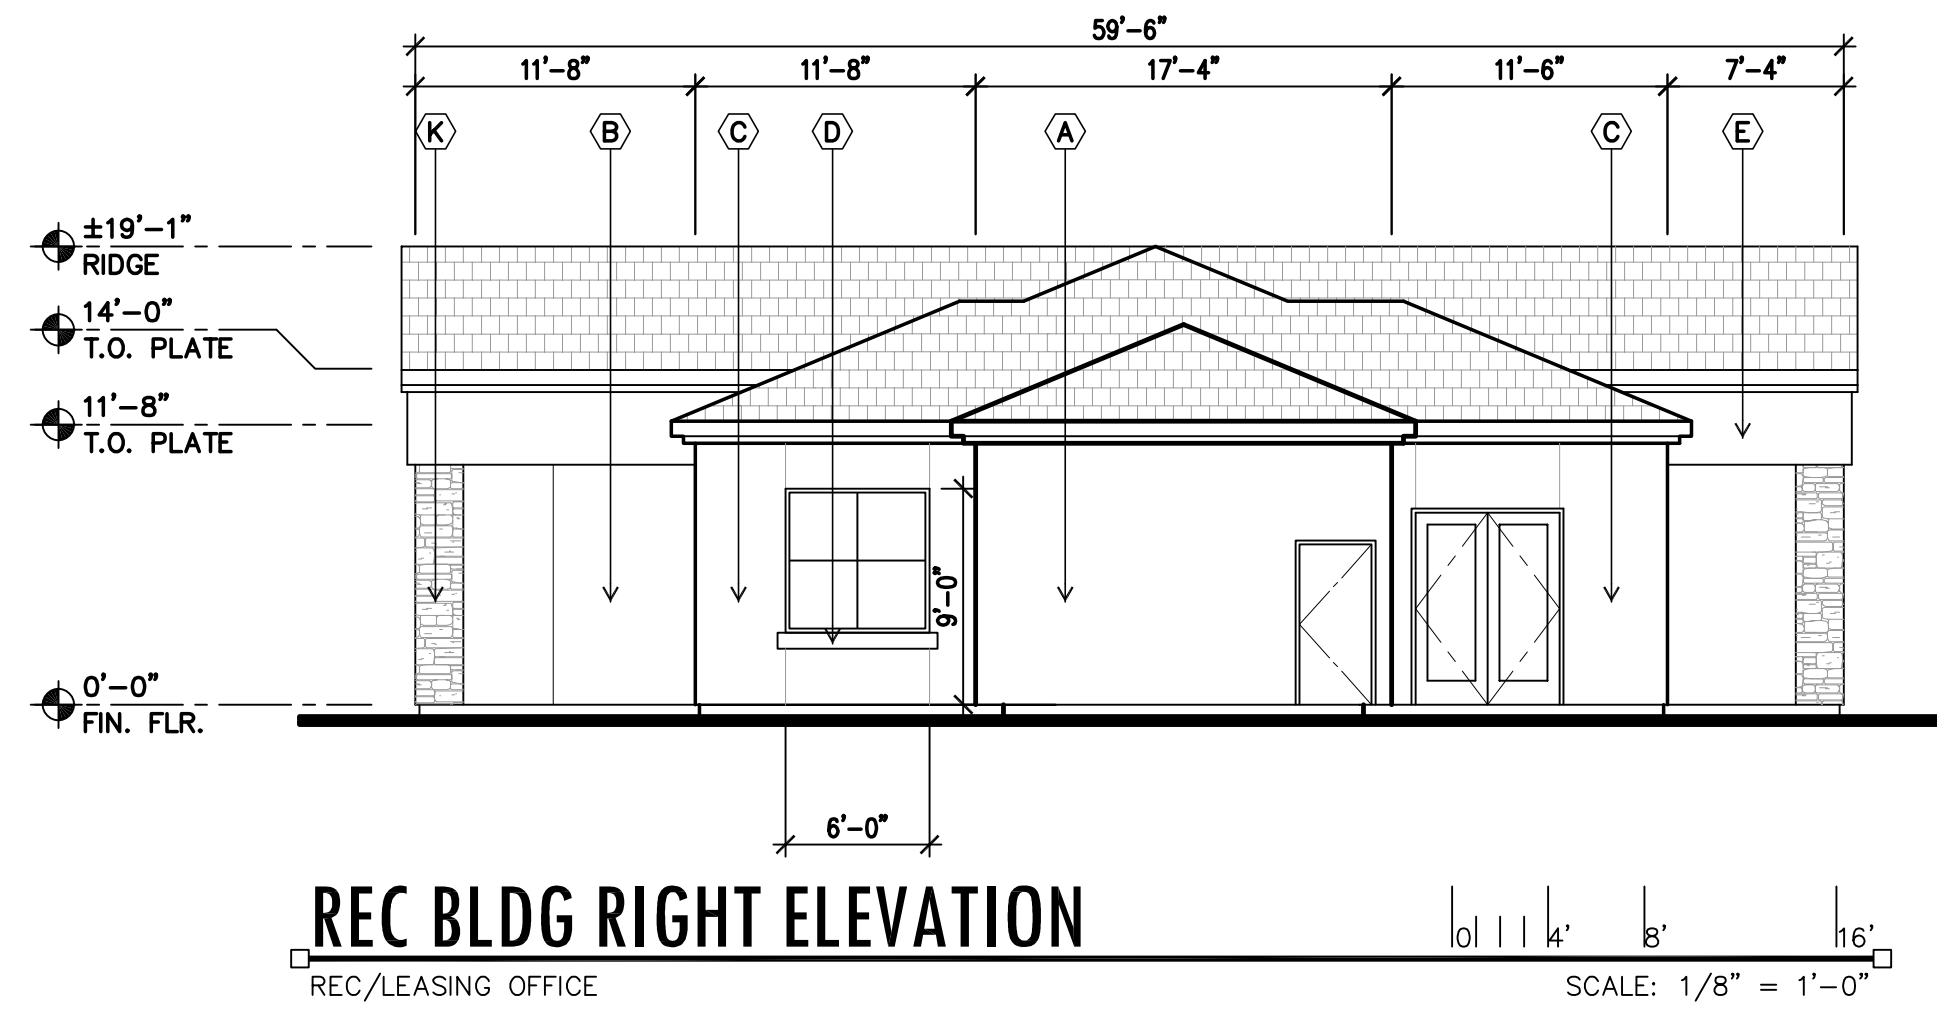 59'-6"
11'-8" 11'-8" 17'-4" 11'-6" 7'-4"
K B C D A C E
±19'-1"
RIDGE
14'-0"
T.O. PLATE
11'-8"
T.O. PLATE
9'-0"
0'-0"
FIN. FLR.
6'-0"
REC BLDG RIGHT ELEVATION
0 4' 8' 16'
REC/LEASING OFFICE
SCALE: 1/8" = 1'-0"